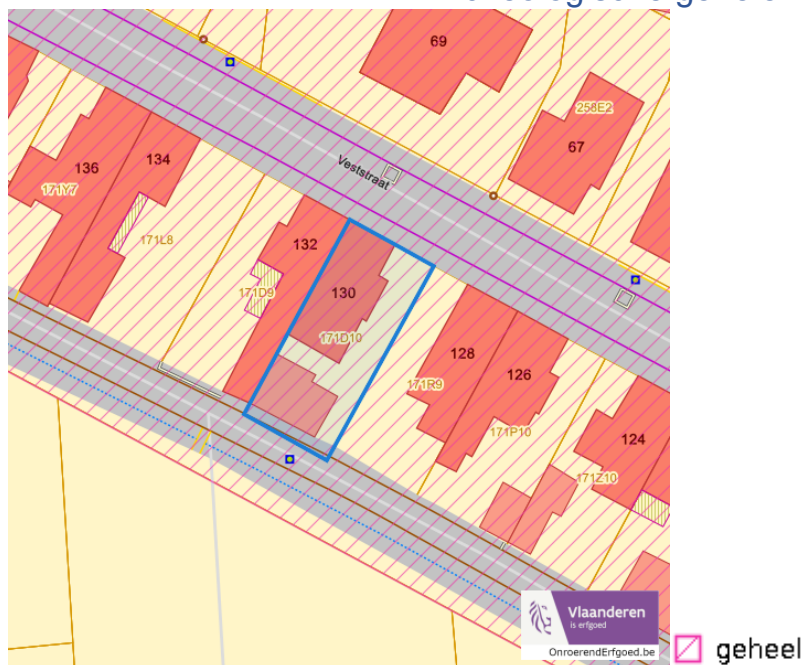 69
258E2
67
Veststraat
136
134
171Y7
171L8
132
171D9
130
171D10
128
171R9
126
171P10
124
171Z10
Vlaanderen
is erfgoed
OnroerendErfgoed.be
geheel